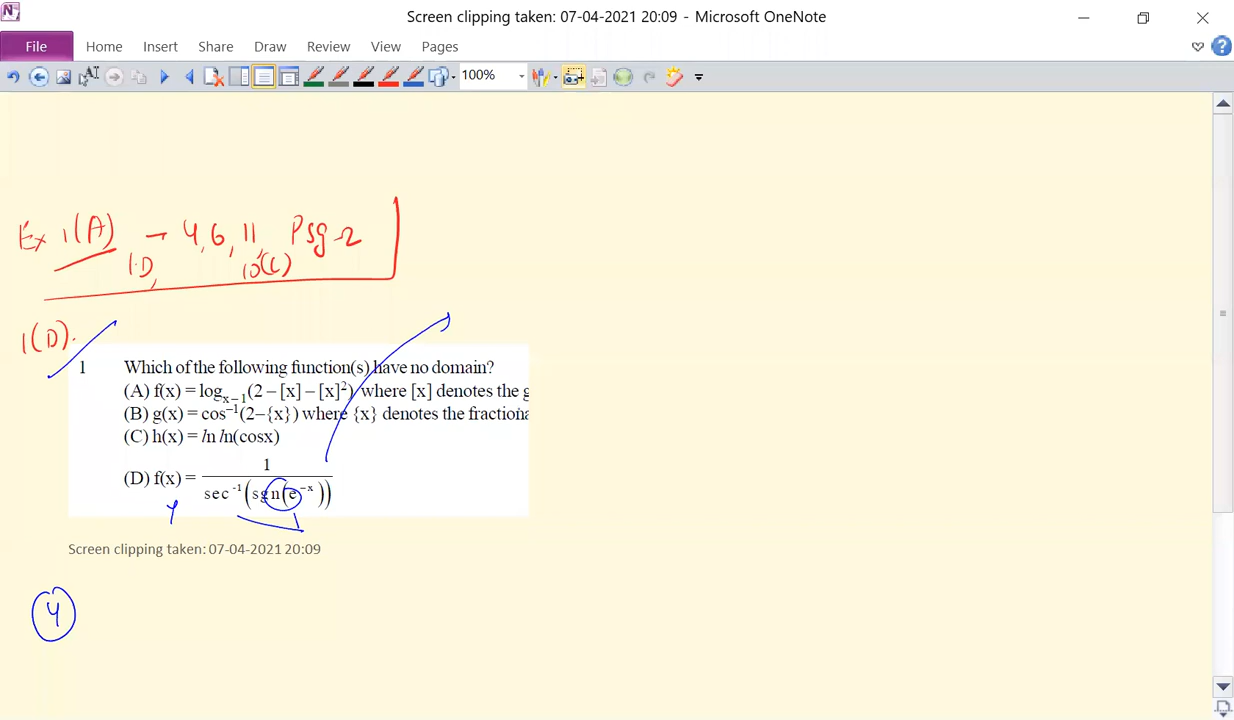 Screen clipping taken: 07-04-2021 20:09 - Microsoft OneNote
File Home Insert Share Draw Review View Pages
100%
Ex 1(A) → 4, 6, 11, Psg-2
1.D, 10(C)
1(D).
1 Which of the following function(s) have no domain?
(A) f(x) = log_{x-1}(2 – [x] – [x]²) where [x] denotes the g
(B) g(x) = cos⁻¹(2–{x}) where {x} denotes the fractiona
(C) h(x) = ln ln(cosx)
(D) f(x) = 1 / sec⁻¹(sgn(e⁻ˣ))
Screen clipping taken: 07-04-2021 20:09
4